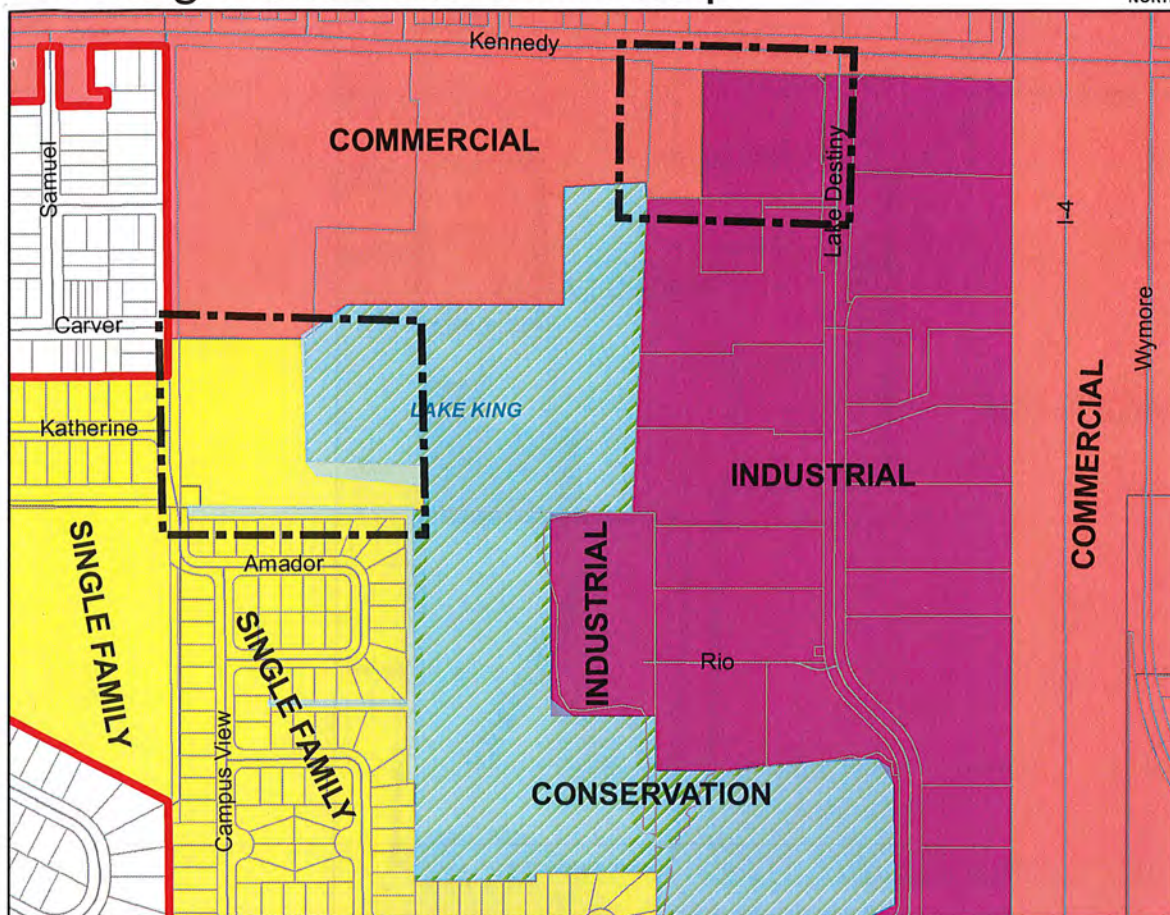 Kennedy
COMMERCIAL
Samuel
Lake Destiny
I-4
Wymore
Carver
LAKE KING
Katherine
COMMERCIAL
INDUSTRIAL
SINGLE FAMILY
INDUSTRIAL
Amador
SINGLE FAMILY
Rio
Campus View
CONSERVATION